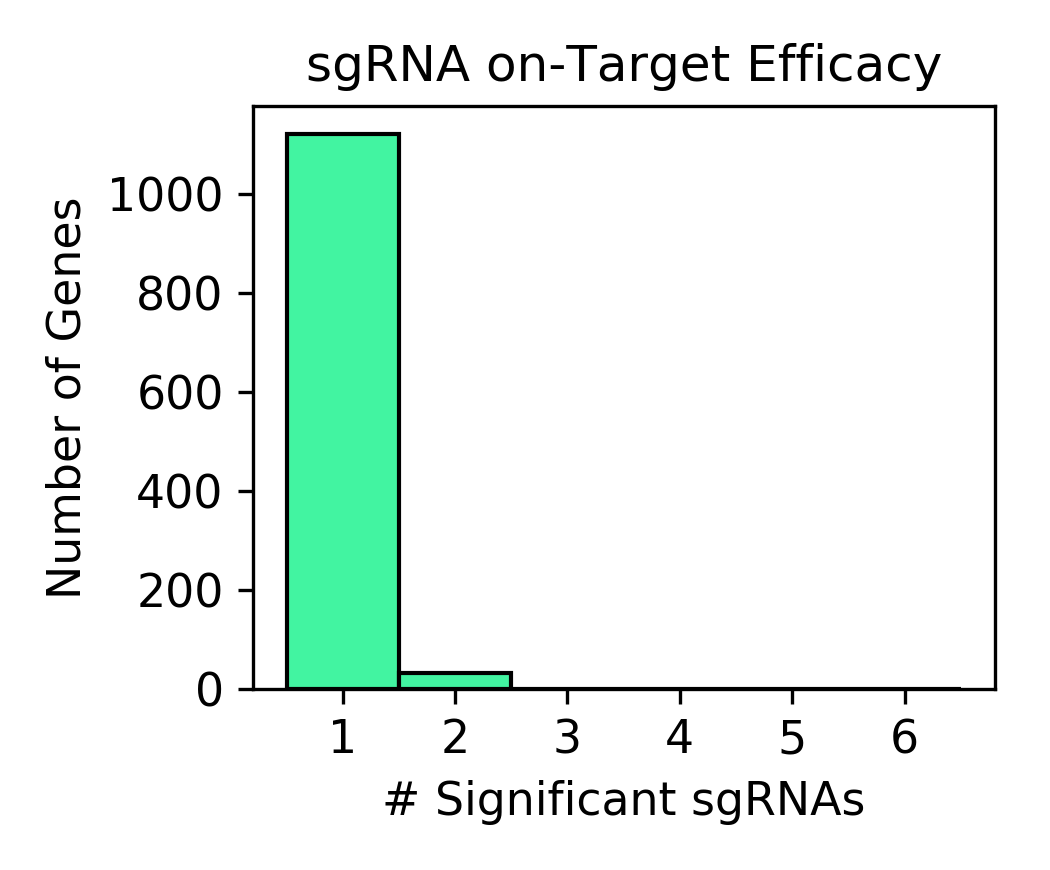 sgRNA on-Target Efficacy
Number of Genes
1000
800
600
400
200
0
1 2 3 4 5 6
# Significant sgRNAs